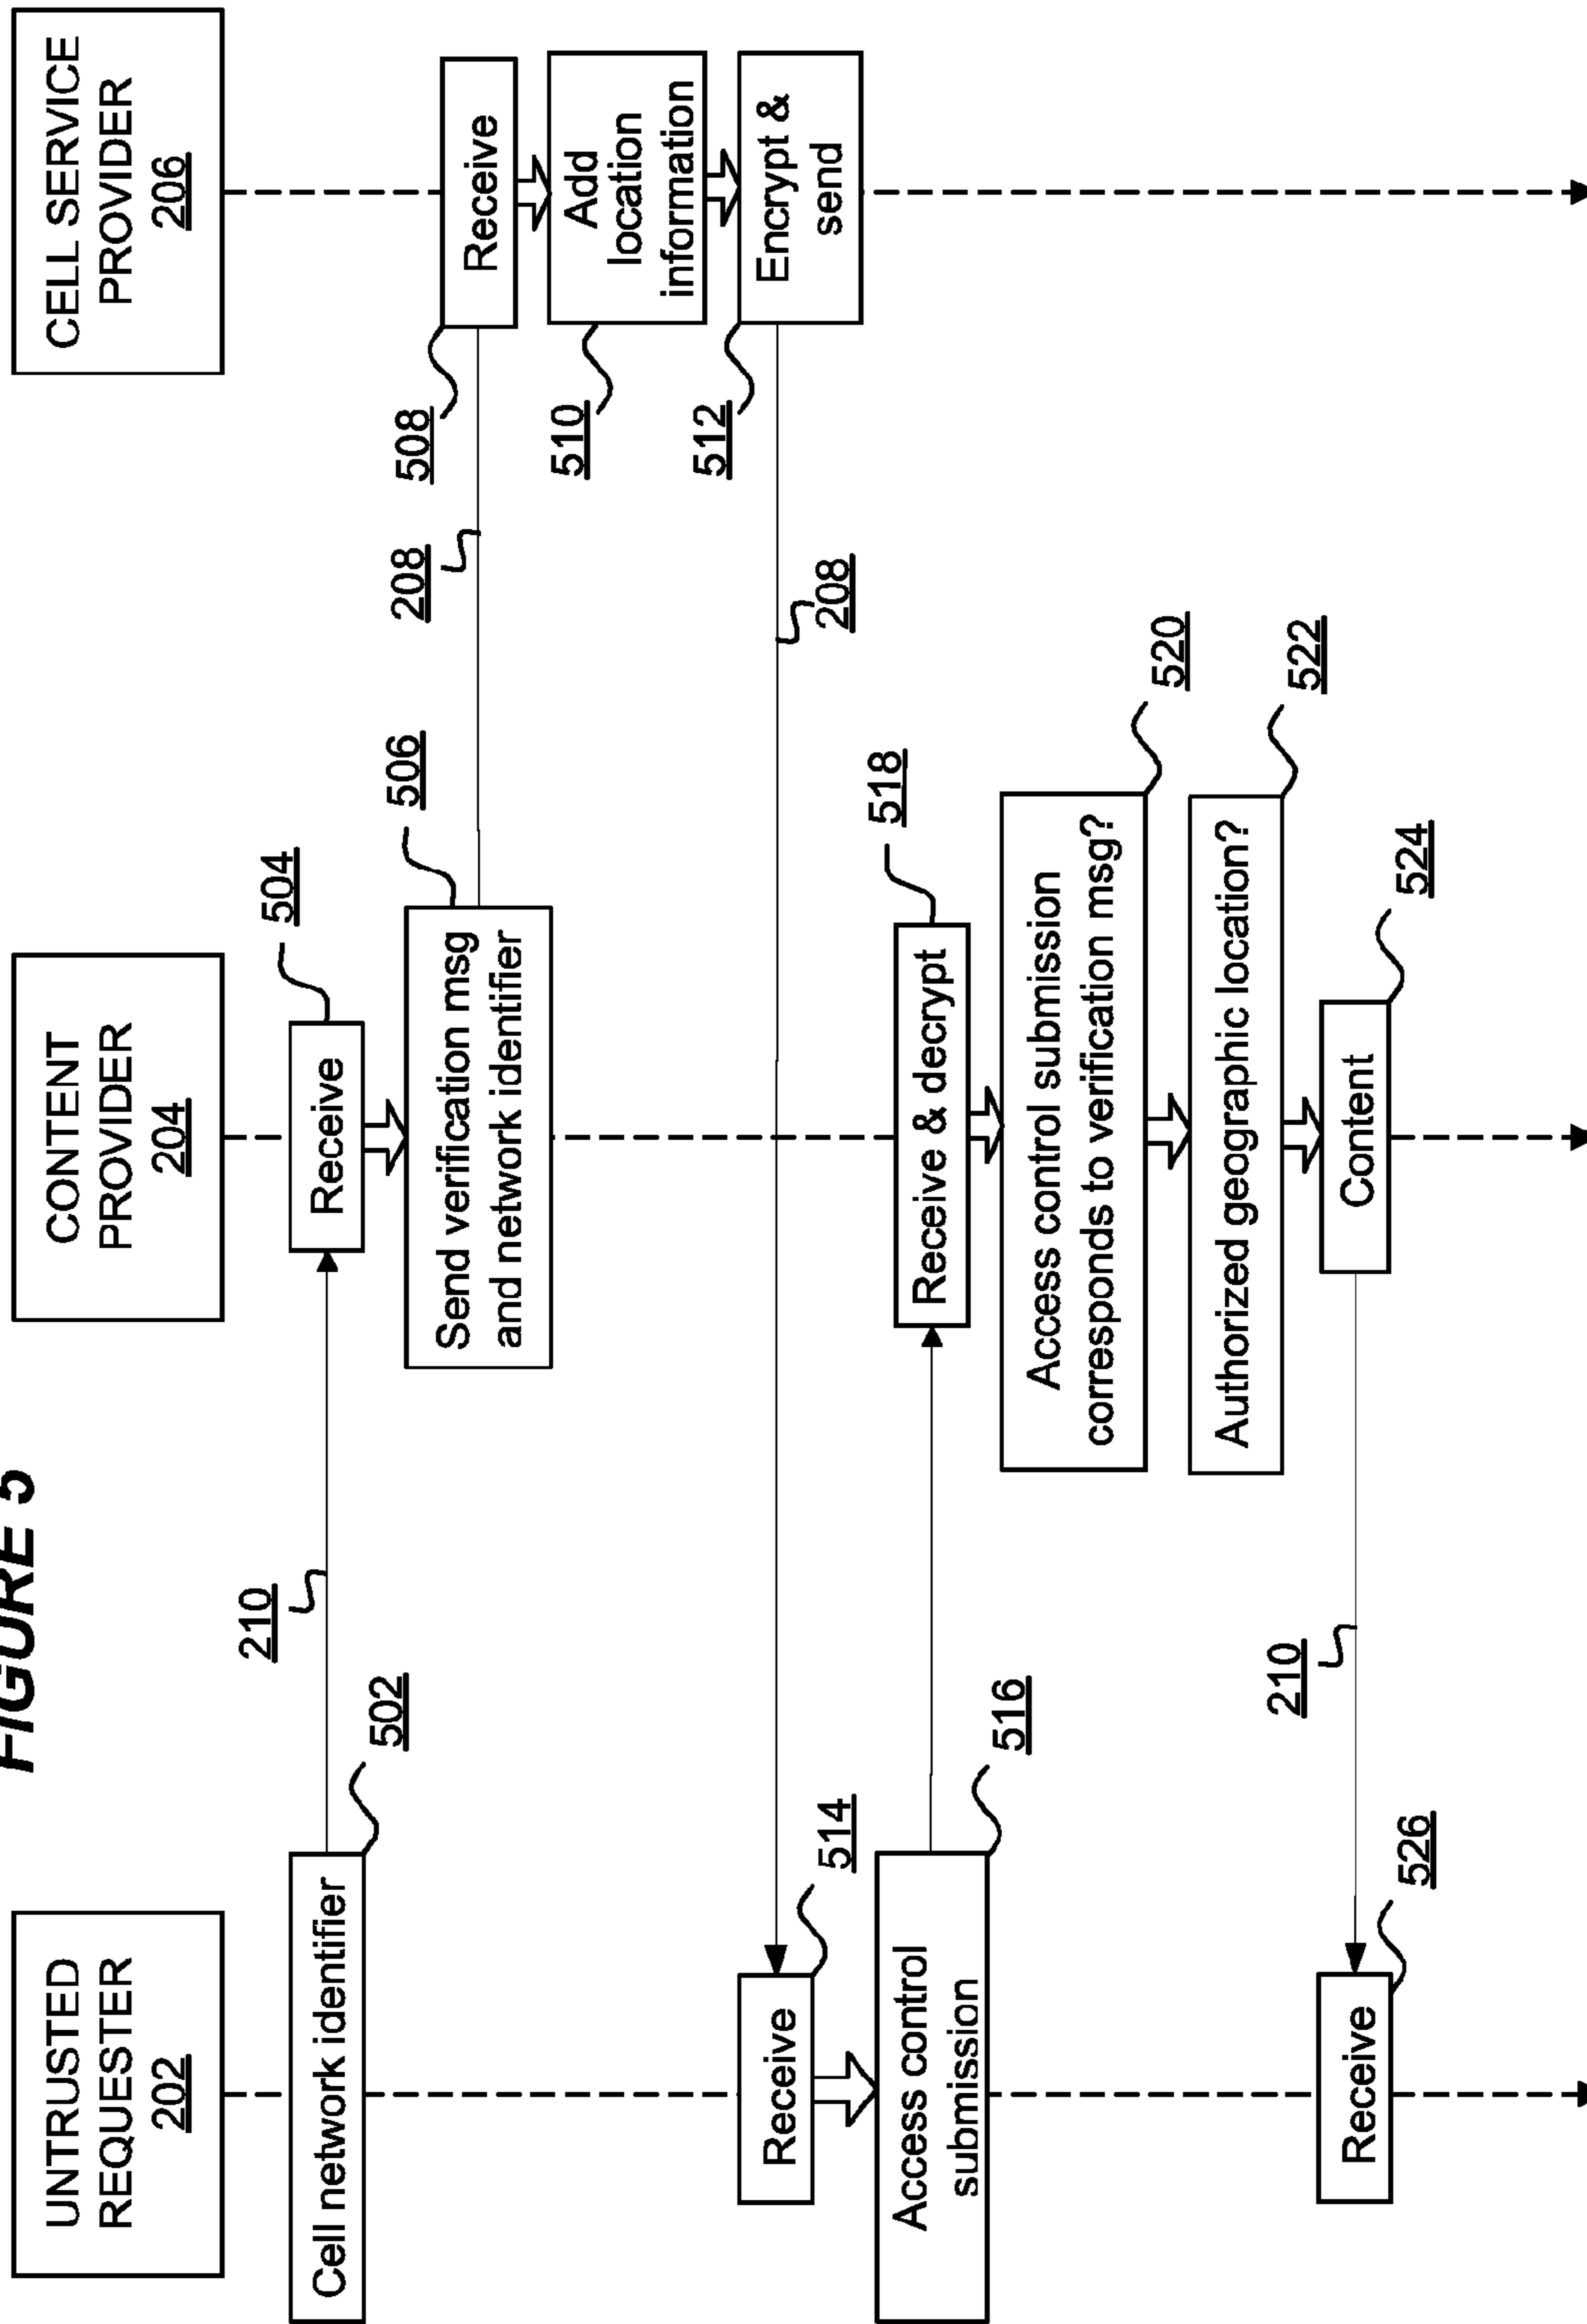 FIGURE 5
UNTRUSTED
REQUESTER
202
CONTENT
PROVIDER
204
CELL SERVICE
PROVIDER
206
Cell network identifier
502
210
Receive
504
Send verification msg
and network identifier
506
208
Receive
508
Add
location
information
510
Encrypt &
send
512
208
Receive
514
Access control
submission
516
Receive & decrypt
518
Access control submission
corresponds to verification msg?
520
Authorized geographic location?
522
Content
524
210
Receive
526